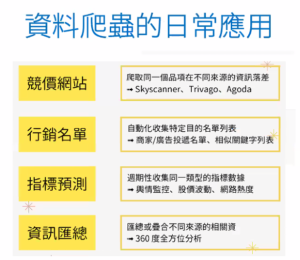 資料爬蟲的日常應用
競價網站
爬取同一個品項在不同來源的資訊落差
➞ Skyscanner、Trivago、Agoda
行銷名單
自動化收集特定目的名單列表
➞ 商家/廣告投遞名單、相似關鍵字列表
指標預測
週期性收集同一類型的指標數據
➞ 輿情監控、股價波動、網路熱度
資訊匯總
匯總或疊合不同來源的相關資
➞ 360 度全方位分析